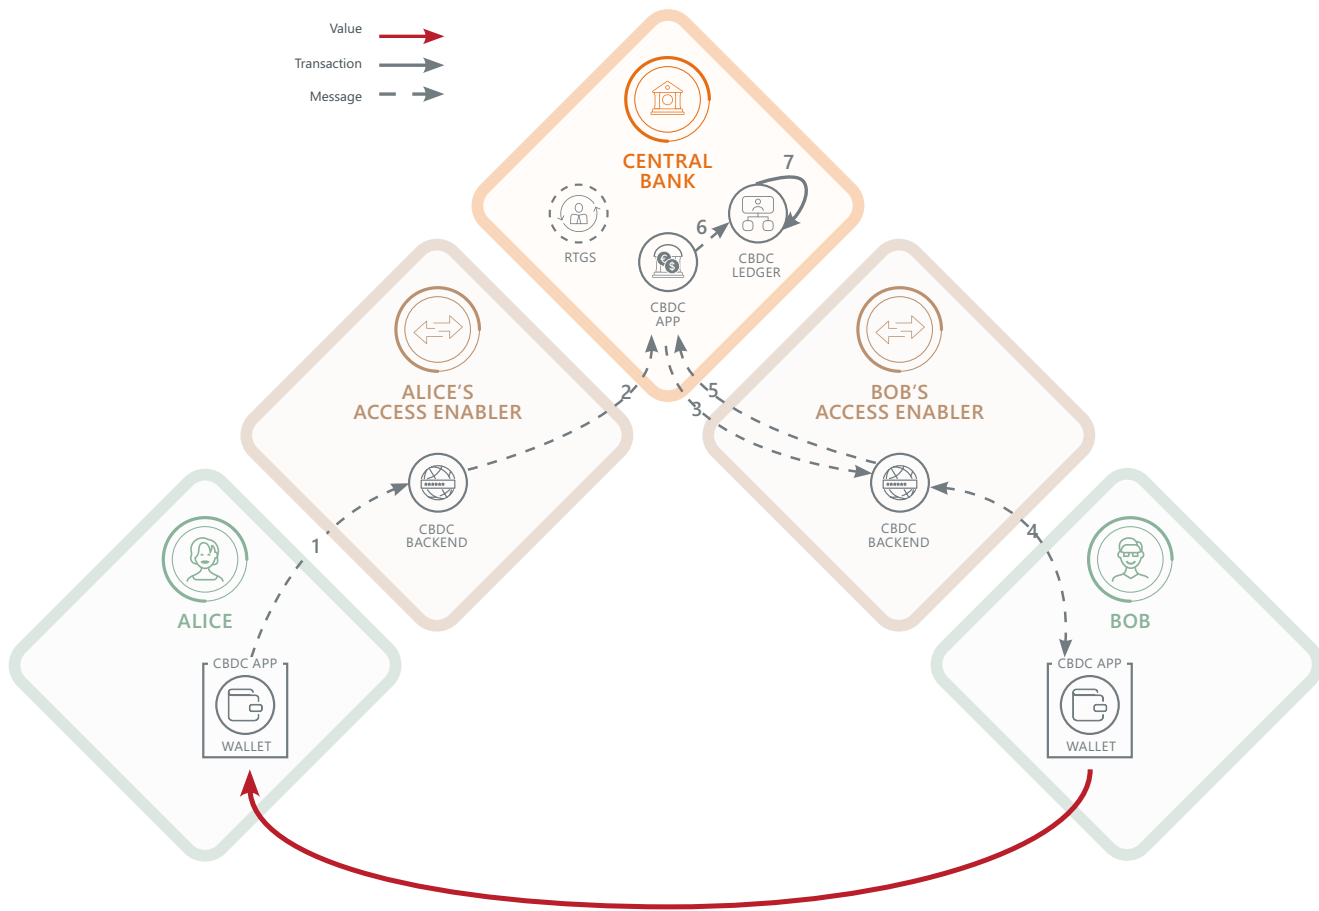 Value
Transaction
Message
CENTRAL
BANK
7
6
RTGS
CBDC
LEDGER
CBDC
APP
ALICE'S
ACCESS ENABLER
2
5
3
BOB'S
ACCESS ENABLER
CBDC
BACKEND
1
CBDC
BACKEND
4
ALICE
CBDC APP
WALLET
BOB
CBDC APP
WALLET